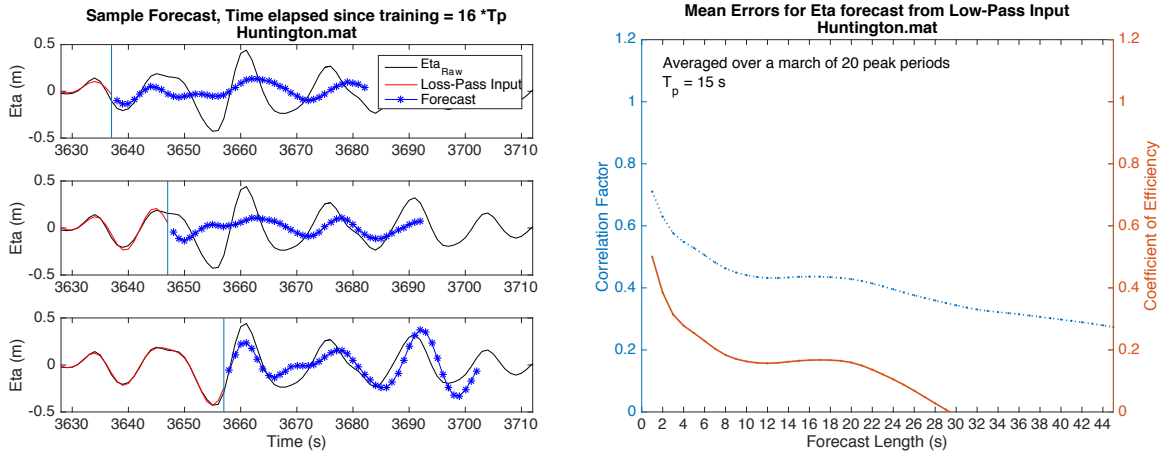 Sample Forecast, Time elapsed since training = 16 *Tp
Huntington.mat
0.5
0
-0.5
Eta (m)
Eta_Raw
Loss-Pass Input
Forecast
3630 3640 3650 3660 3670 3680 3690 3700 3710
0.5
0
-0.5
Eta (m)
3630 3640 3650 3660 3670 3680 3690 3700 3710
0.5
0
-0.5
Eta (m)
3630 3640 3650 3660 3670 3680 3690 3700 3710
Time (s)
Mean Errors for Eta forecast from Low-Pass Input
Huntington.mat
Averaged over a march of 20 peak periods
T_p = 15 s
Correlation Factor
1.2
1
0.8
0.6
0.4
0.2
0
Coefficient of Efficiency
1.2
1
0.8
0.6
0.4
0.2
0
0 2 4 6 8 10 12 14 16 18 20 22 24 26 28 30 32 34 36 38 40 42 44
Forecast Length (s)